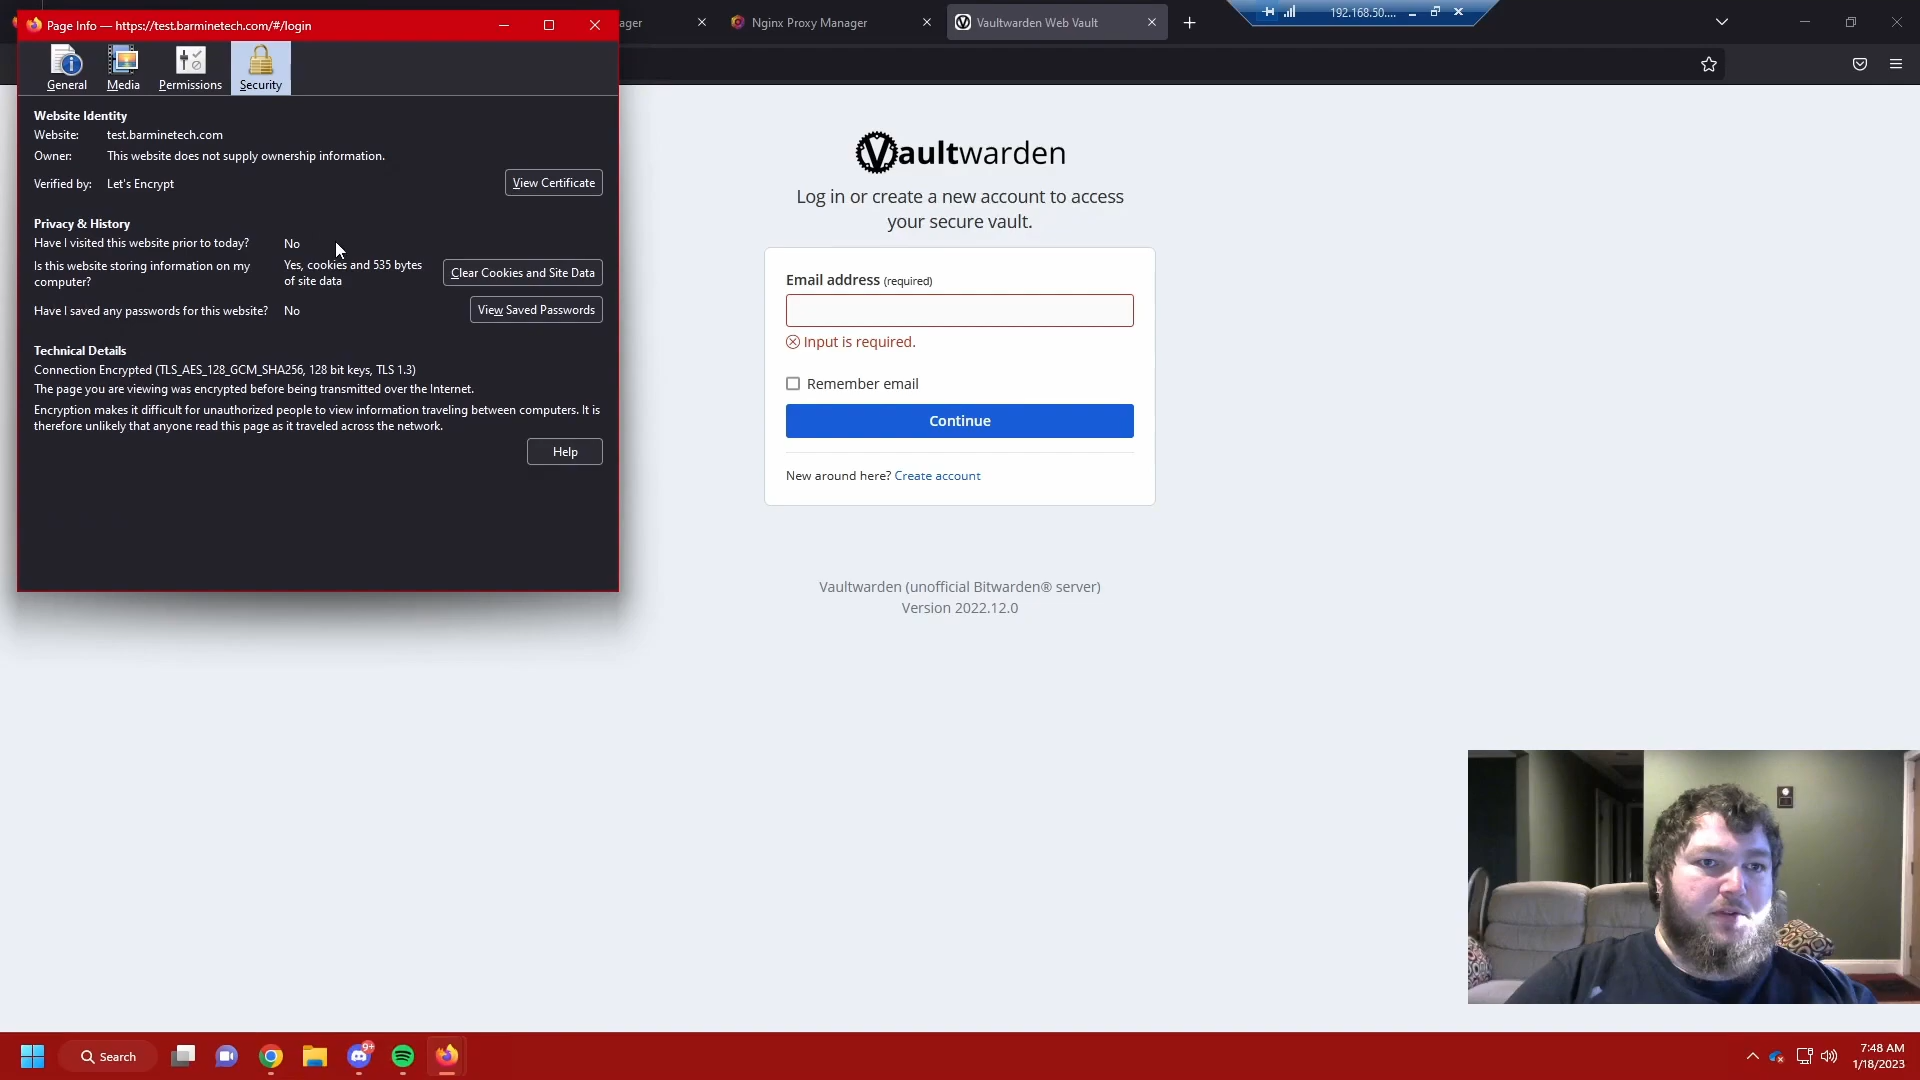 Page Info — https://test.barminetech.com/#/login
ager
Nginx Proxy Manager
Vaultwarden Web Vault
192.168.50....
General
Media
Permissions
Security
Website Identity
Website: test.barminetech.com
Owner: This website does not supply ownership information.
Verified by: Let's Encrypt
View Certificate
Privacy & History
Have I visited this website prior to today? No
Is this website storing information on my
computer?
Yes, cookies and 535 bytes
of site data
Clear Cookies and Site Data
Have I saved any passwords for this website? No
View Saved Passwords
Technical Details
Connection Encrypted (TLS_AES_128_GCM_SHA256, 128 bit keys, TLS 1.3)
The page you are viewing was encrypted before being transmitted over the Internet.
Encryption makes it difficult for unauthorized people to view information traveling between computers. It is
therefore unlikely that anyone read this page as it traveled across the network.
Help
Vaultwarden
Log in or create a new account to access
your secure vault.
Email address (required)
Input is required.
Remember email
Continue
New around here? Create account
Vaultwarden (unofficial Bitwarden® server)
Version 2022.12.0
Search
9+
7:48 AM
1/18/2023